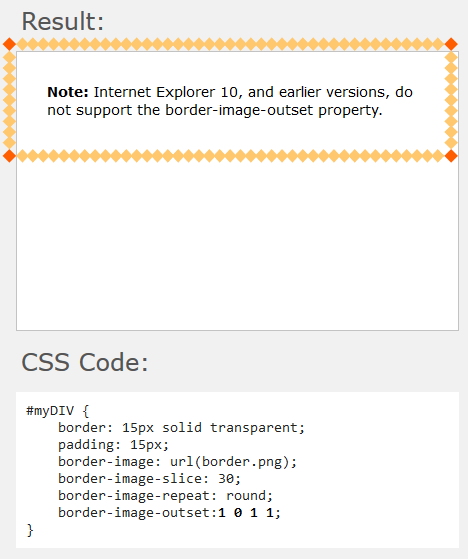 Result:
Note: Internet Explorer 10, and earlier versions, do
not support the border-image-outset property.
CSS Code:
#myDIV {
    border: 15px solid transparent;
    padding: 15px;
    border-image: url(border.png);
    border-image-slice: 30;
    border-image-repeat: round;
    border-image-outset:1 0 1 1;
}